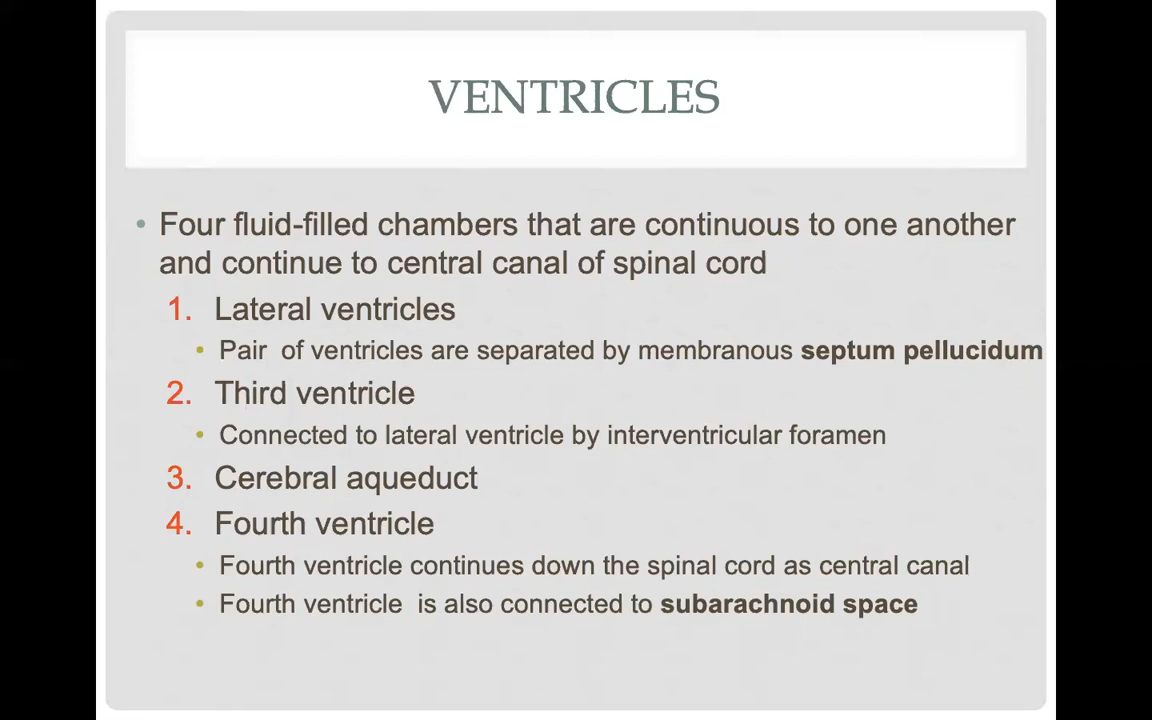 VENTRICLES
• Four fluid-filled chambers that are continuous to one another
and continue to central canal of spinal cord
1. Lateral ventricles
• Pair of ventricles are separated by membranous septum pellucidum
2. Third ventricle
• Connected to lateral ventricle by interventricular foramen
3. Cerebral aqueduct
4. Fourth ventricle
• Fourth ventricle continues down the spinal cord as central canal
• Fourth ventricle is also connected to subarachnoid space